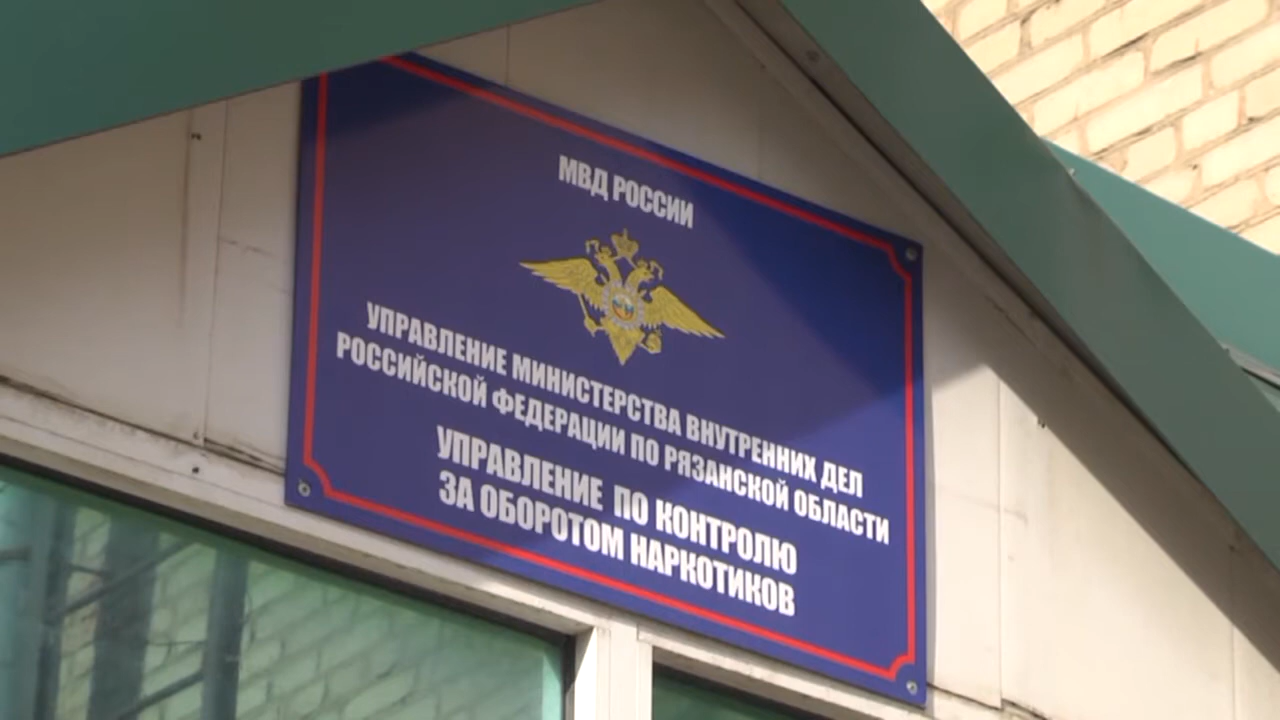 МВД РОССИИ
УПРАВЛЕНИЕ МИНИСТЕРСТВА ВНУТРЕННИХ ДЕЛ
РОССИЙСКОЙ ФЕДЕРАЦИИ ПО РЯЗАНСКОЙ ОБЛАСТИ
УПРАВЛЕНИЕ ПО КОНТРОЛЮ
ЗА ОБОРОТОМ НАРКОТИКОВ